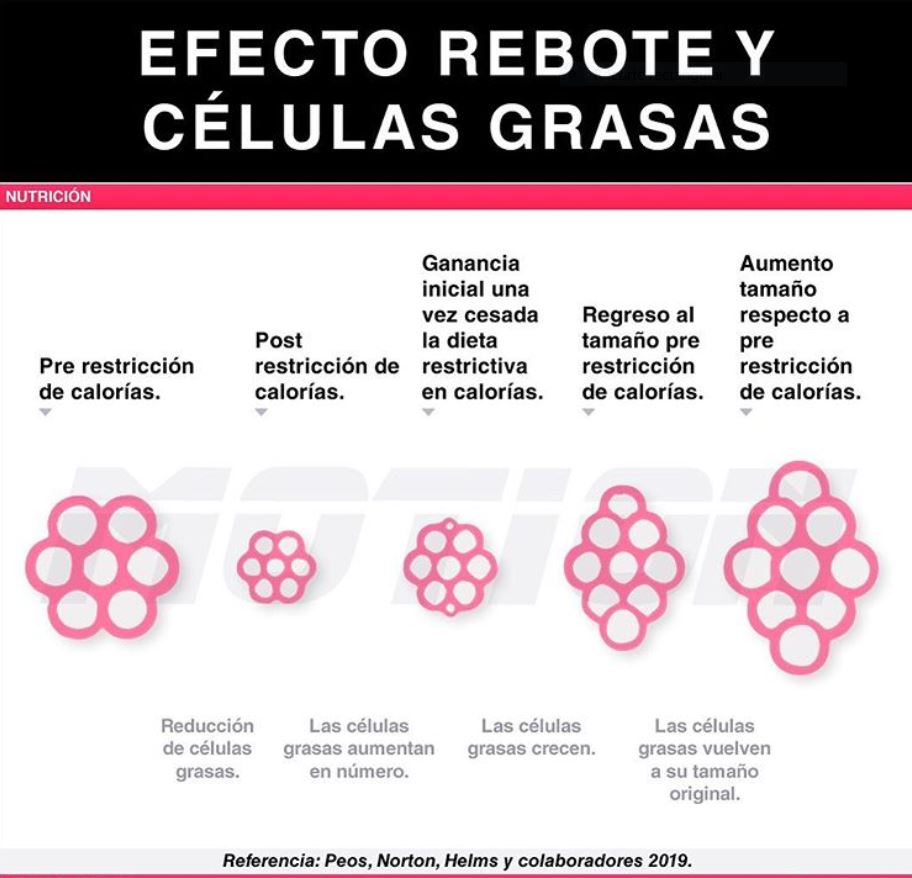 EFECTO REBOTE Y
CÉLULAS GRASAS
NUTRICIÓN
Pre restricción
de calorías.
Post
restricción de
calorías.
Ganancia
inicial una
vez cesada
la dieta
restrictiva
en calorías.
Regreso al
tamaño pre
restricción
de calorías.
Aumento
tamaño
respecto a
pre
restricción
de calorías.
MOTION
Reducción
de células
grasas.
Las células
grasas aumentan
en número.
Las células
grasas crecen.
Las células
grasas vuelven
a su tamaño
original.
Referencia: Peos, Norton, Helms y colaboradores 2019.